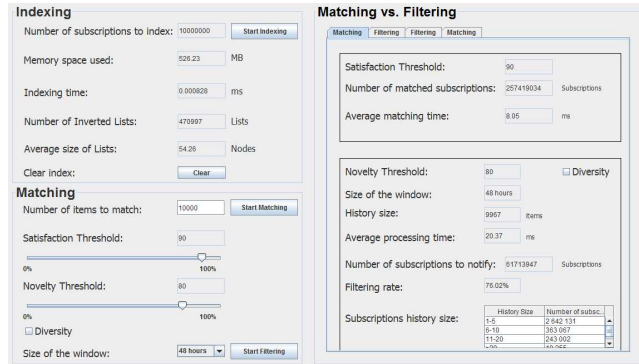 Indexing
Number of subscriptions to index: 10000000 Start Indexing
Memory space used: 526.23 MB
Indexing time: 0.000828 ms
Number of Inverted Lists: 470997 Lists
Average size of Lists: 54.26 Nodes
Clear index: Clear
Matching
Number of items to match: 10000 Start Matching
Satisfaction Threshold: 90
0% 100%
Novelty Threshold: 80
0% 100%
Diversity
Size of the window: 48 hours Start Filtering
Matching vs. Filtering
Matching Filtering Filtering Matching
Satisfaction Threshold: 90
Number of matched subscriptions: 257419034 Subscriptions
Average matching time: 8.05 ms
Novelty Threshold: 80 Diversity
Size of the window: 48 hours
History size: 9967 items
Average processing time: 20.37 ms
Number of subscriptions to notify: 61713947 Subscriptions
Filtering rate: 76.02%
Subscriptions history size:
History Size Number of subsc...
1-5 2 642 131
6-10 363 067
11-20 243 002